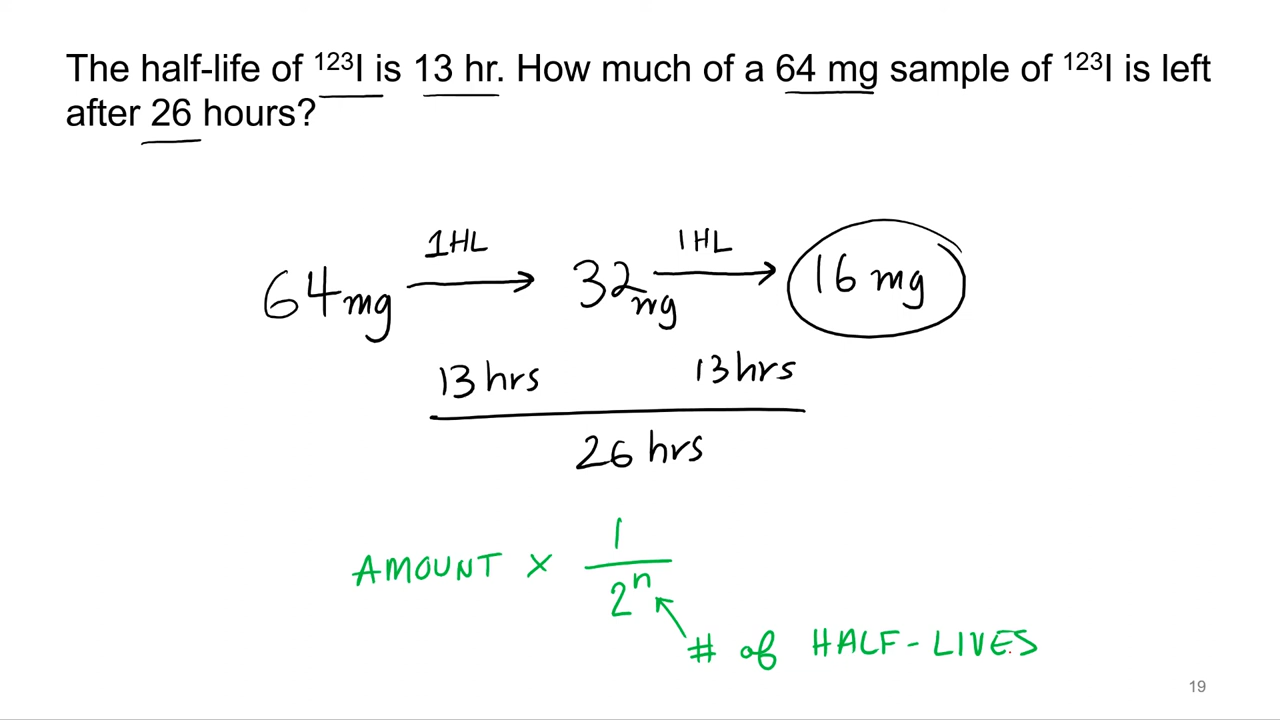 The half-life of ¹²³I is 13 hr. How much of a 64 mg sample of ¹²³I is left
after 26 hours?
1HL 1HL
64mg 32mg 16 mg
13 hrs 13 hrs
26 hrs
AMOUNT × 1/2ⁿ
# of HALF-LIVES
19